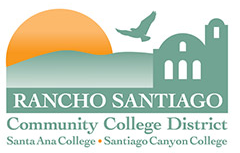 RANCHO SANTIAGO
Community College District
Santa Ana College • Santiago Canyon College